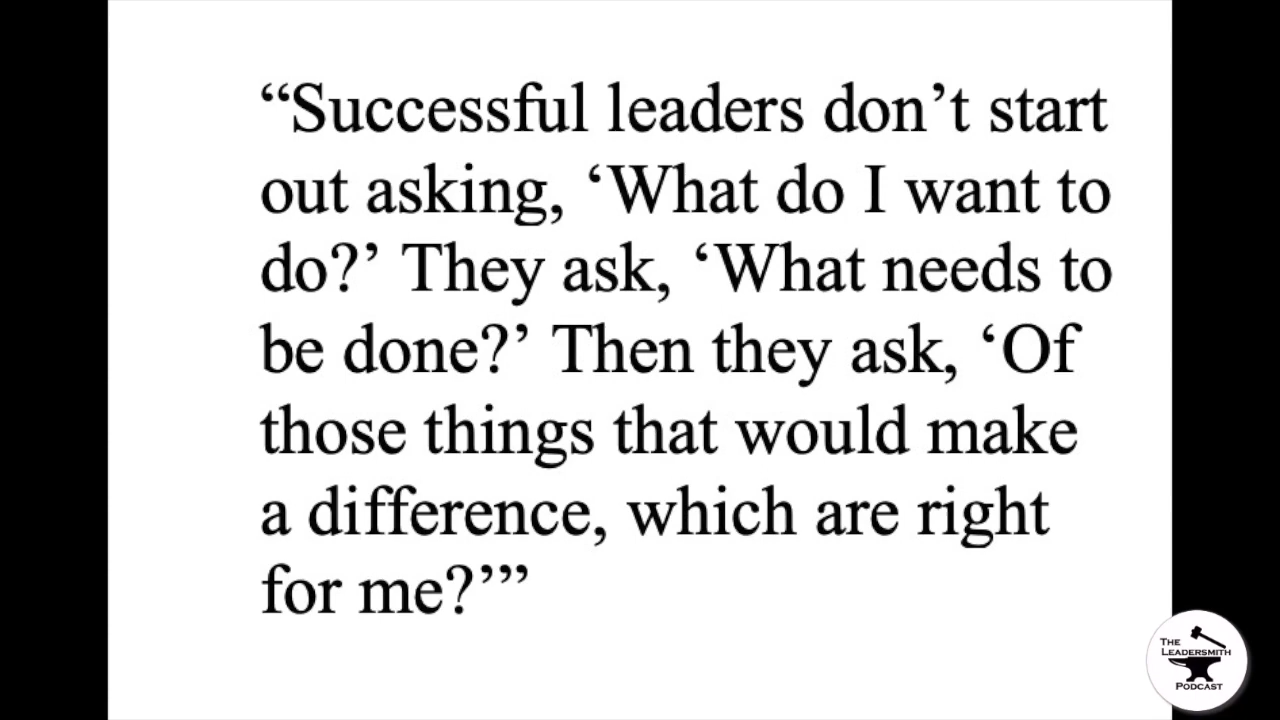 “Successful leaders don’t start
out asking, ‘What do I want to
do?’ They ask, ‘What needs to
be done?’ Then they ask, ‘Of
those things that would make
a difference, which are right
for me?’”
The
Leadersmith
Podcast